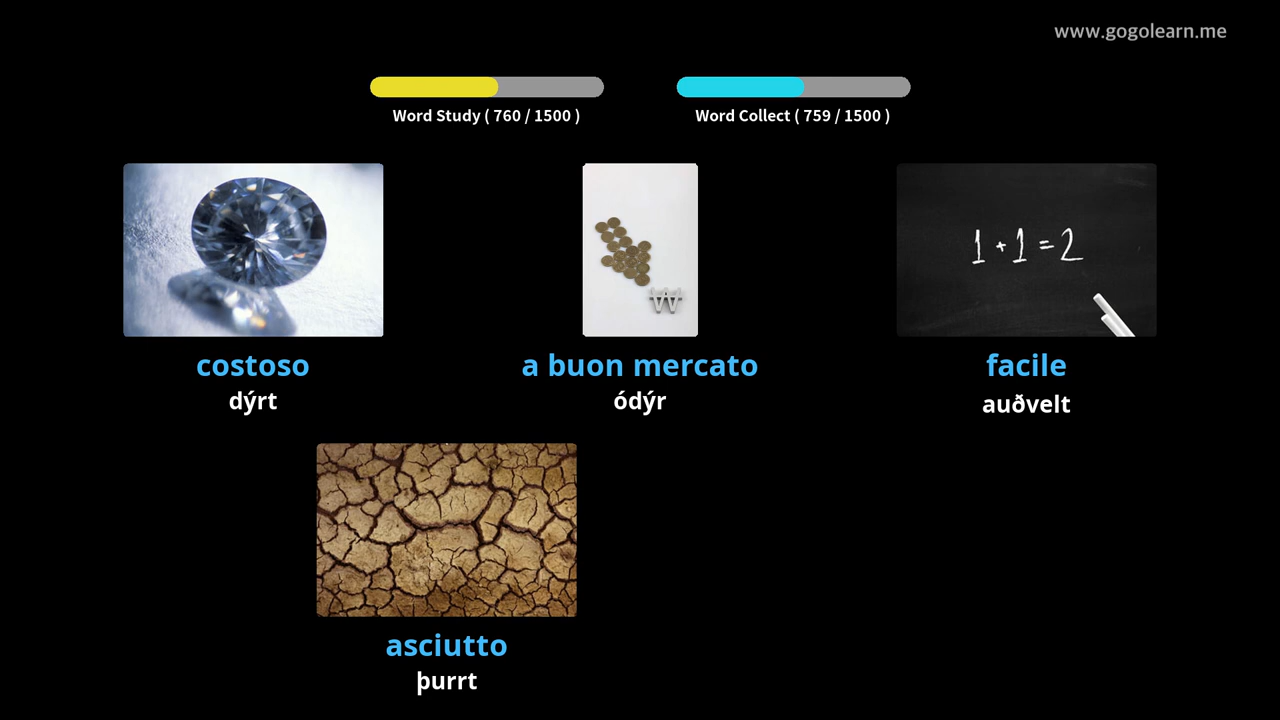 www.gogolearn.me
Word Study ( 760 / 1500 )
Word Collect ( 759 / 1500 )
1 + 1 = 2
₩
costoso
dýrt
a buon mercato
ódýr
facile
auðvelt
asciutto
þurrt